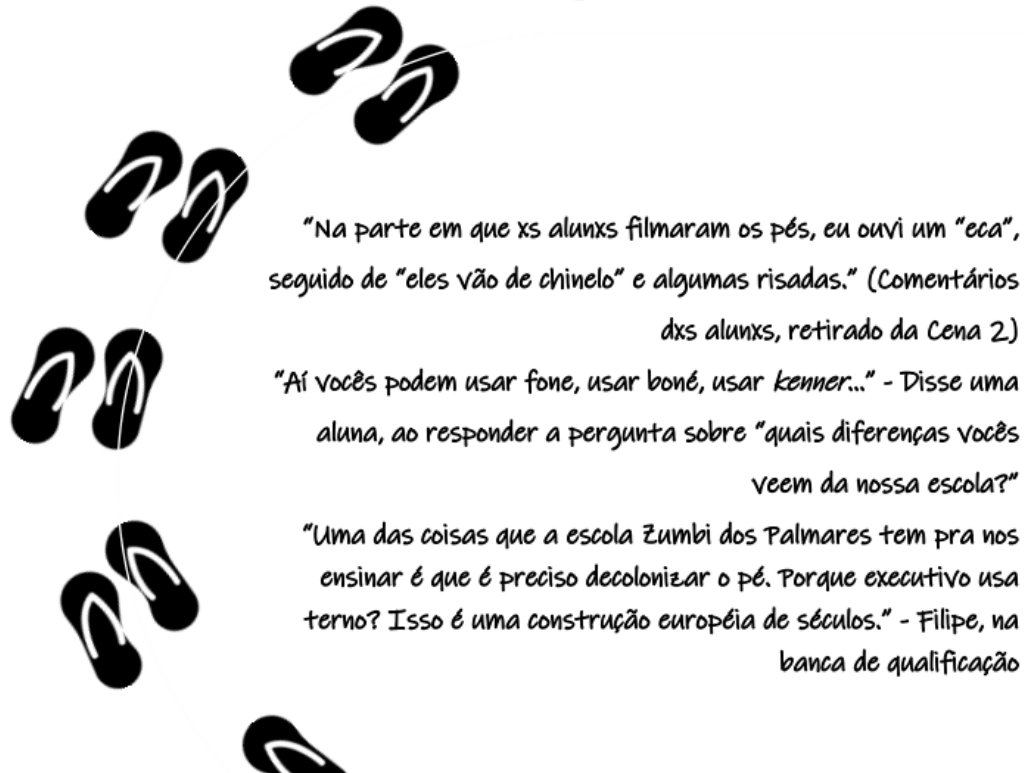 "Na parte em que xs alunxs filmaram os pés, eu ouvi um "eca",
seguido de "eles vão de chinelo" e algumas risadas." (Comentários
dxs alunxs, retirado da Cena 2)
"Aí vocês podem usar fone, usar boné, usar kenner..." - Disse uma
aluna, ao responder a pergunta sobre "quais diferenças vocês
veem da nossa escola?"
"Uma das coisas que a escola Zumbi dos Palmares tem pra nos
ensinar é que é preciso decolonizar o pé. Porque executivo usa
terno? Isso é uma construção européia de séculos." - Filipe, na
banca de qualificação